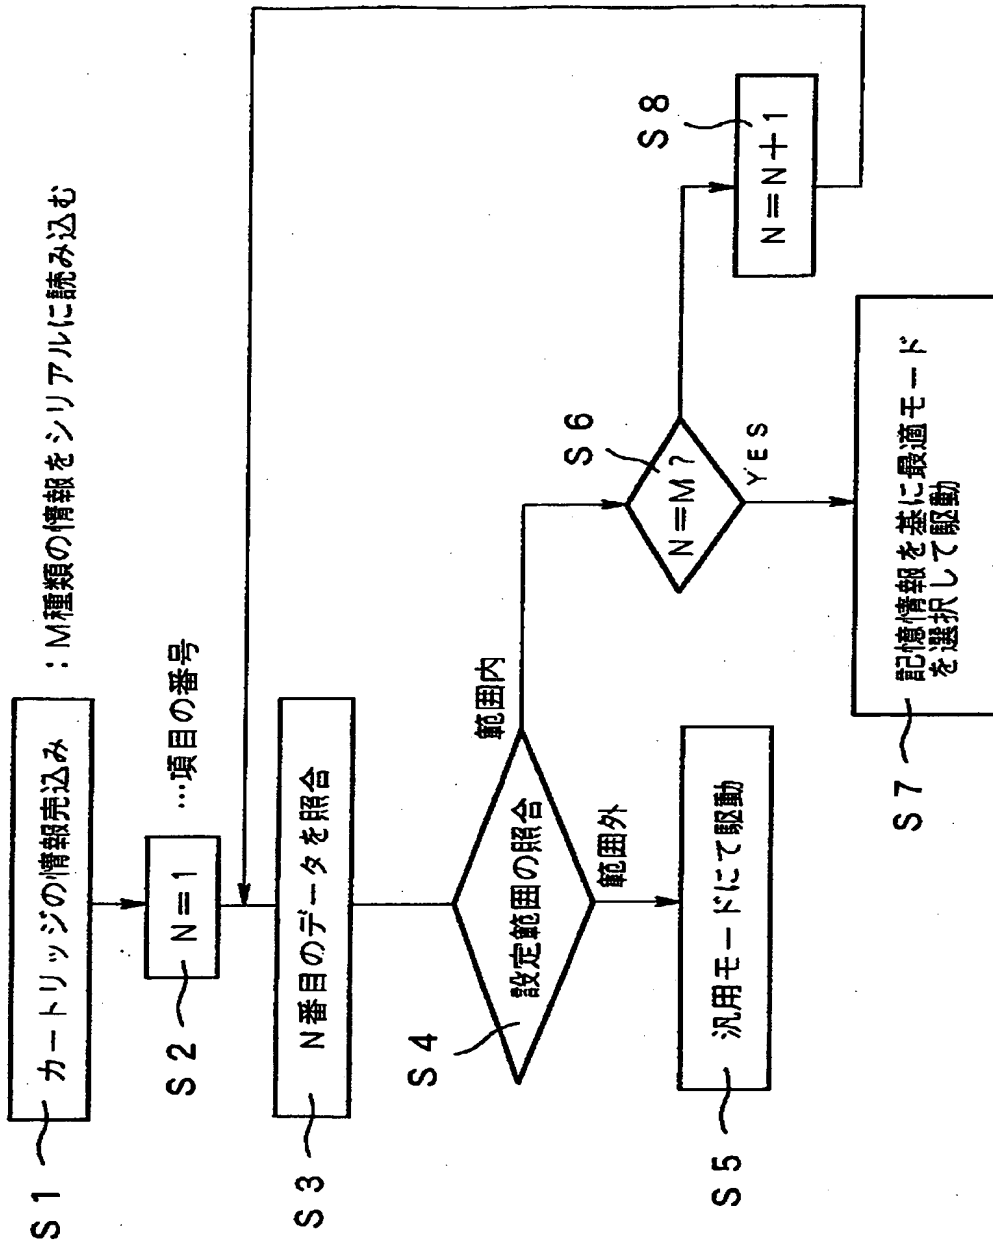 S1
カートリッジの情報売込み
：M種類の情報をシリアルに読み込む
S2
N＝1
…項目の番号
S3
N番目のデータを照合
S4
設定範囲の照合
範囲内
範囲外
S5
汎用モードにて駆動
S6
N＝M？
YES
S7
記憶情報を基に最適モード
を選択して駆動
S8
N＝N＋1